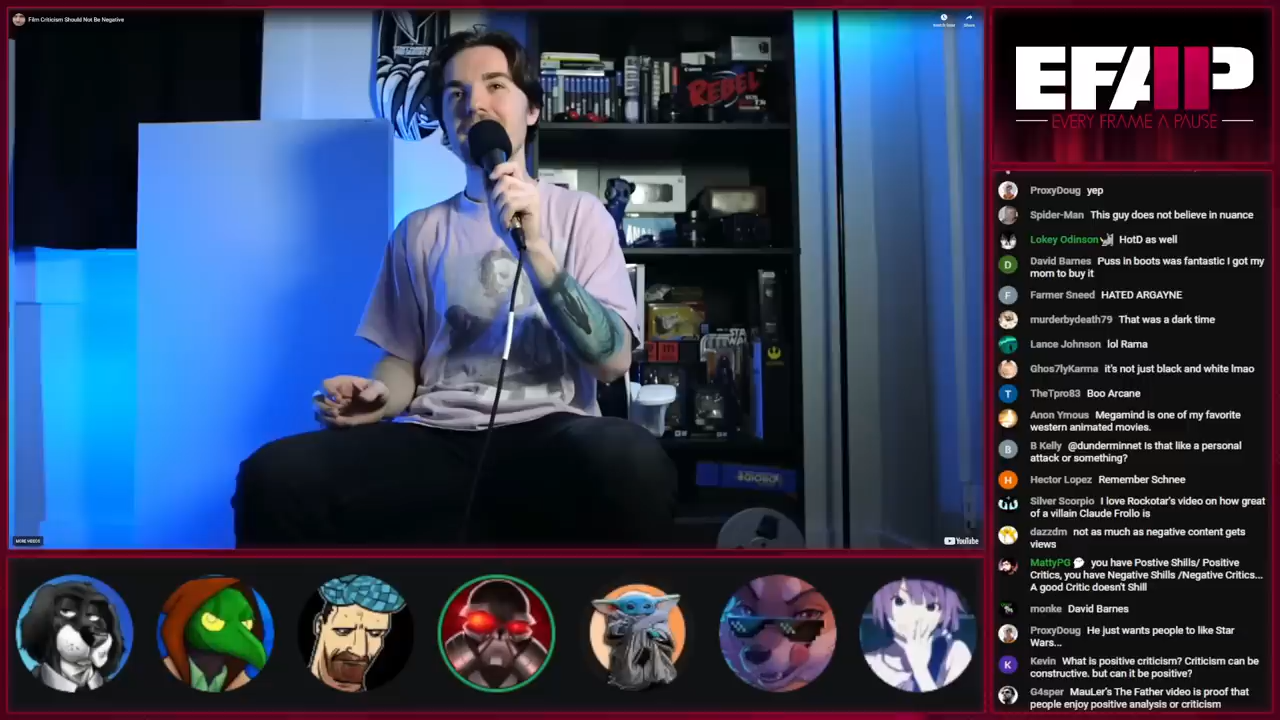 Film Criticism Should Not Be Negative
Share
REBEL
STAR
WARS
MORE VIDEOS
YouTube
EFAP
EVERY FRAME A PAUSE
ProxyDoug yep
Spider-Man This guy does not believe in nuance
Lokey Odinson HotD as well
David Barnes Puss in boots was fantastic I got my
mom to buy it
Farmer Sneed HATED ARGAYNE
murderbydeath79 That was a dark time
Lance Johnson lol Rama
Ghos7lyKarma it's not just black and white lmao
TheTpro83 Boo Arcane
Anon Ymous Megamind is one of my favorite
western animated movies.
B Kelly @dunderminnet Is that like a personal
attack or something?
Hector Lopez Remember Schnee
Silver Scorpio I love Rockotar's video on how great
of a villain Claude Frollo is
dazzdm not as much as negative content gets
views
MattyPG you have Postive Shills/ Positive
Critics, you have Negative Shills /Negative Critics...
A good Critic doesn't Shill
monke David Barnes
ProxyDoug He just wants people to like Star
Wars...
Kevin What is positive criticism? Criticism can be
constructive. but can it be positive?
G4sper MauLer's The Father video is proof that
people enjoy positive analysis or criticism